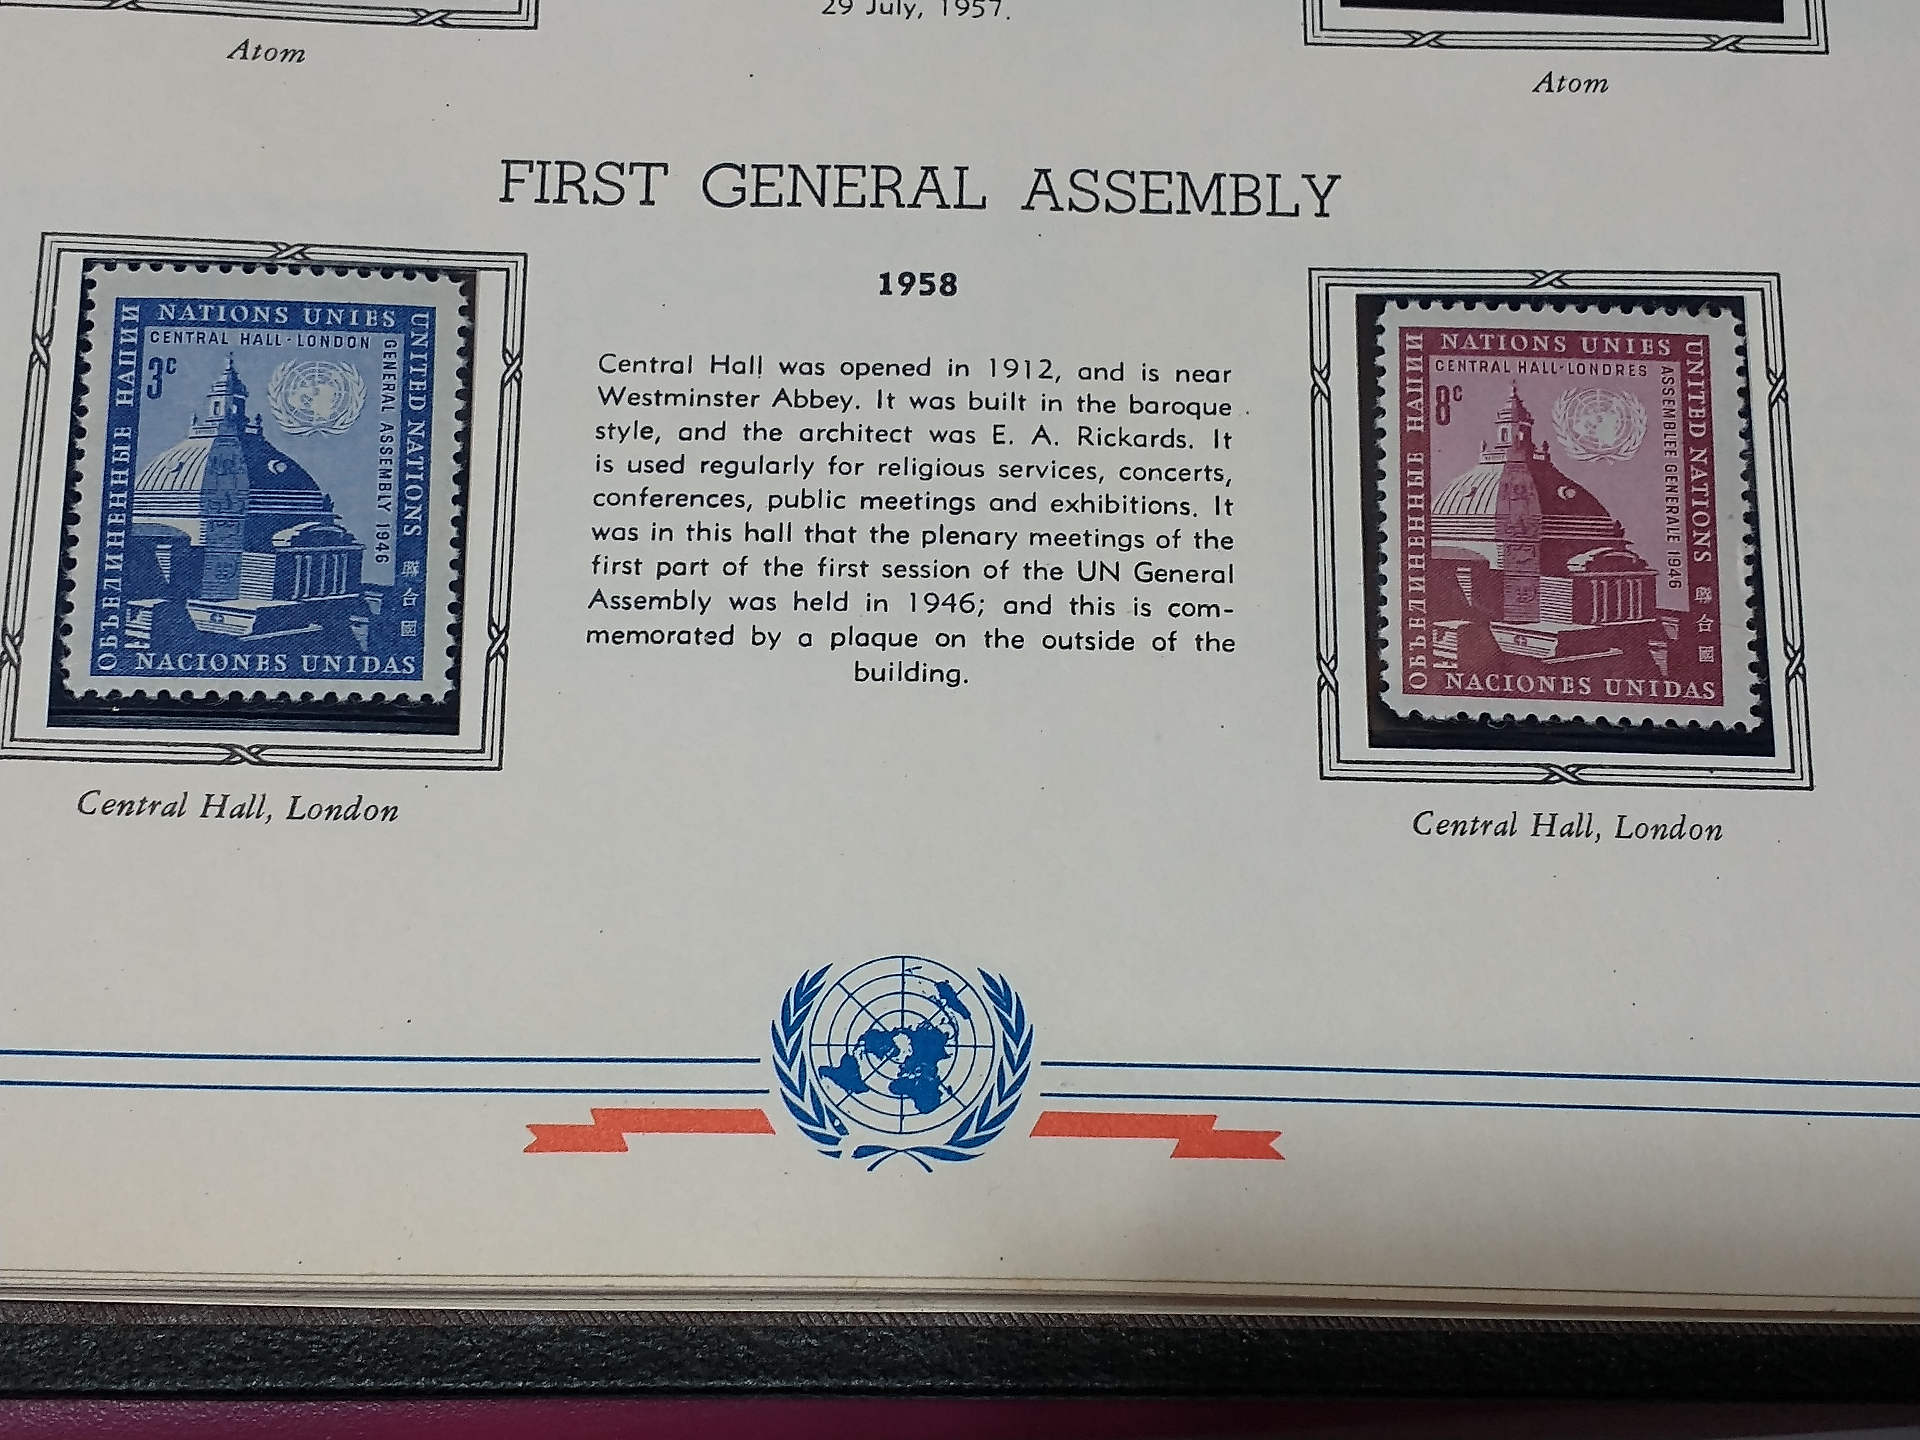 29 July, 1957.
Atom
Atom
FIRST GENERAL ASSEMBLY
1958
NATIONS UNIES
CENTRAL HALL-LONDON
3c
GENERAL ASSEMBLY 1946
UNITED NATIONS
聯合國
ОБЪЕДИНЕННЫЕ НАЦИИ
NACIONES UNIDAS
Central Hall, London
Central Hall was opened in 1912, and is near
Westminster Abbey. It was built in the baroque
style, and the architect was E. A. Rickards. It
is used regularly for religious services, concerts,
conferences, public meetings and exhibitions. It
was in this hall that the plenary meetings of the
first part of the first session of the UN General
Assembly was held in 1946; and this is com-
memorated by a plaque on the outside of the
building.
NATIONS UNIES
CENTRAL HALL-LONDRES
8c
ASSEMBLEE GENERALE 1946
UNITED NATIONS
聯合國
ОБЪЕДИНЕННЫЕ НАЦИИ
NACIONES UNIDAS
Central Hall, London